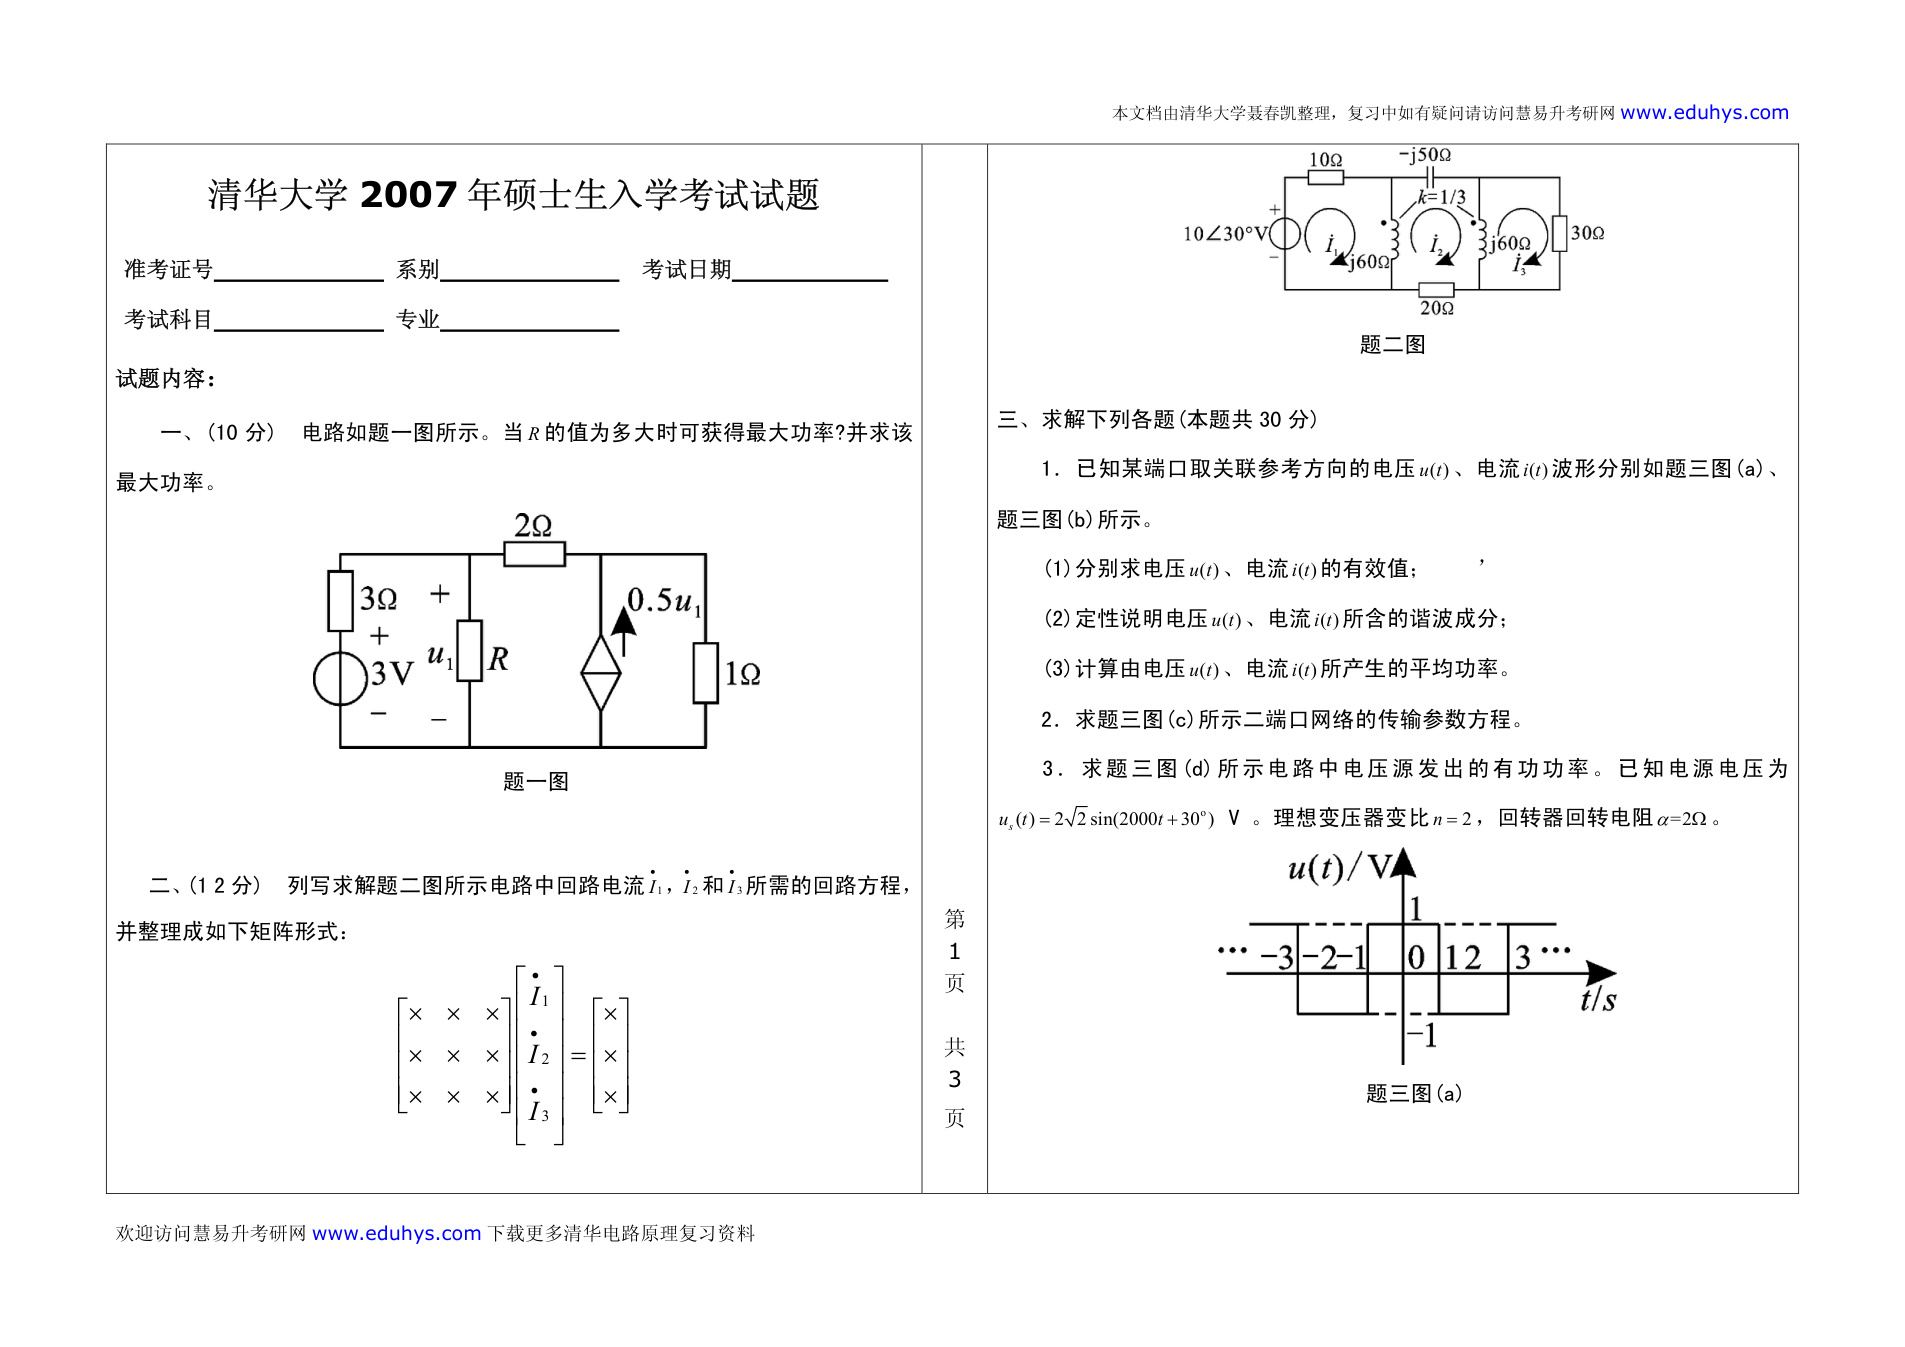 本文档由清华大学聂春凯整理，复习中如有疑问请访问慧易升考研网 www.eduhys.com
清华大学 2007 年硕士生入学考试试题
准考证号 系别 考试日期
考试科目 专业
试题内容：
一、(10 分) 电路如题一图所示。当 R 的值为多大时可获得最大功率?并求该
最大功率。
2Ω
3Ω
+
0.5u₁
+
3V
u₁
R
1Ω
−
−
题一图
二、(1 2 分) 列写求解题二图所示电路中回路电流 İ₁，İ₂ 和 İ₃ 所需的回路方程，
并整理成如下矩阵形式：
[× × ×] [İ₁] [×]
[× × ×] [İ₂] = [×]
[× × ×] [İ₃] [×]
第
1
页
共
3
页
10Ω
-j50Ω
k=1/3
+
10∠30°V
−
İ₁
j60Ω
İ₂
j60Ω
İ₃
30Ω
20Ω
题二图
三、求解下列各题(本题共 30 分)
1．已知某端口取关联参考方向的电压 u(t)、电流 i(t) 波形分别如题三图(a)、
题三图(b)所示。
(1)分别求电压 u(t)、电流 i(t) 的有效值； ’
(2)定性说明电压 u(t)、电流 i(t) 所含的谐波成分；
(3)计算由电压 u(t)、电流 i(t) 所产生的平均功率。
2．求题三图(c)所示二端口网络的传输参数方程。
3．求题三图(d)所示电路中电压源发出的有功功率。已知电源电压为
uₛ(t) = 2√2 sin(2000t + 30°) V 。理想变压器变比 n = 2，回转器回转电阻 α=2Ω。
u(t)/V
1
··· −3 −2 −1 0 1 2 3 ···
t/s
−1
题三图(a)
欢迎访问慧易升考研网 www.eduhys.com 下载更多清华电路原理复习资料